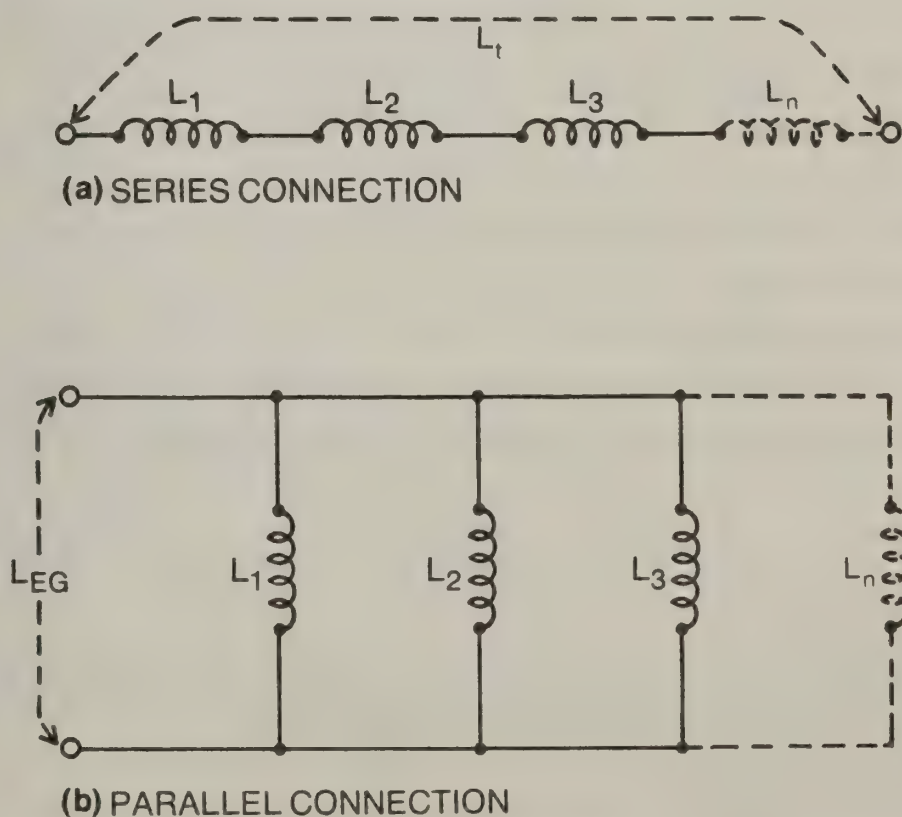 Lt
L1 L2 L3 Ln
(a) SERIES CONNECTION
LEG L1 L2 L3 Ln
(b) PARALLEL CONNECTION